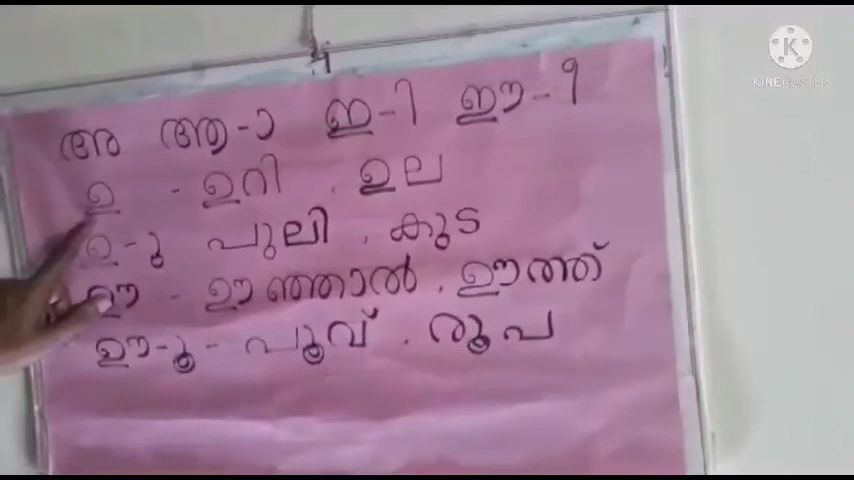 അ ആ-ാ ഇ-ി ഈ-ീ
ഉ - ഉറി . ഉല
ഉ-ു പുലി . കുട
ഊ - ഊഞ്ഞാൽ . ഊത്ത്
ഊ-ൂ - പൂവ് . രൂപ
KINEMASTER